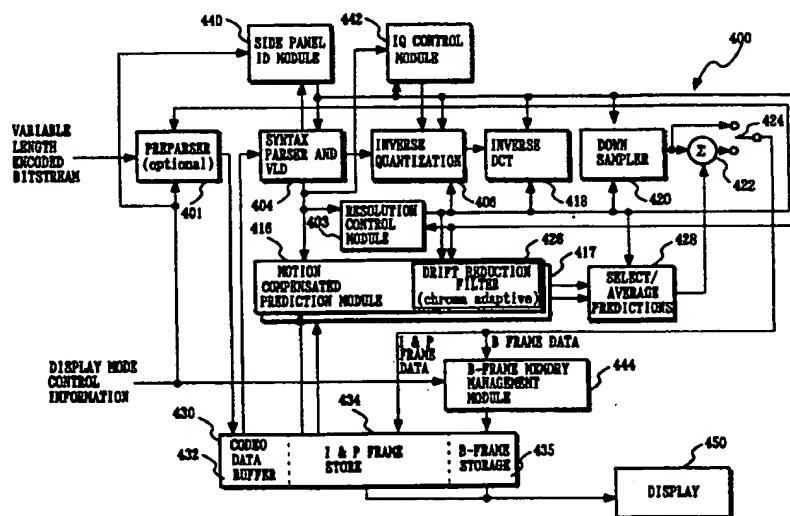 440
SIDE PANEL
ID MODULE
442
IQ CONTROL
MODULE
400
VARIABLE
LENGTH
ENCODED
BITSTREAM
PREPARSER
(optional)
401
SYNTAX
PARSER AND
VLD
404
INVERSE
QUANTIZATION
406
INVERSE
DCT
418
DOWN
SAMPLER
420
Σ
422
424
403
RESOLUTION
CONTROL
MODULE
416
MOTION
COMPENSATED
PREDICTION MODULE
426
DRIFT REDUCTION
FILTER
(chroma adaptive)
417
428
SELECT/
AVERAGE
PREDICTIONS
I & P
FRAME
DATA
B FRAME DATA
DISPLAY MODE
CONTROL
INFORMATION
B-FRAME MEMORY
MANAGEMENT
MODULE
444
430
432
CODED
DATA
BUFFER
434
I & P FRAME
STORE
B-FRAME
STORAGE
435
450
DISPLAY